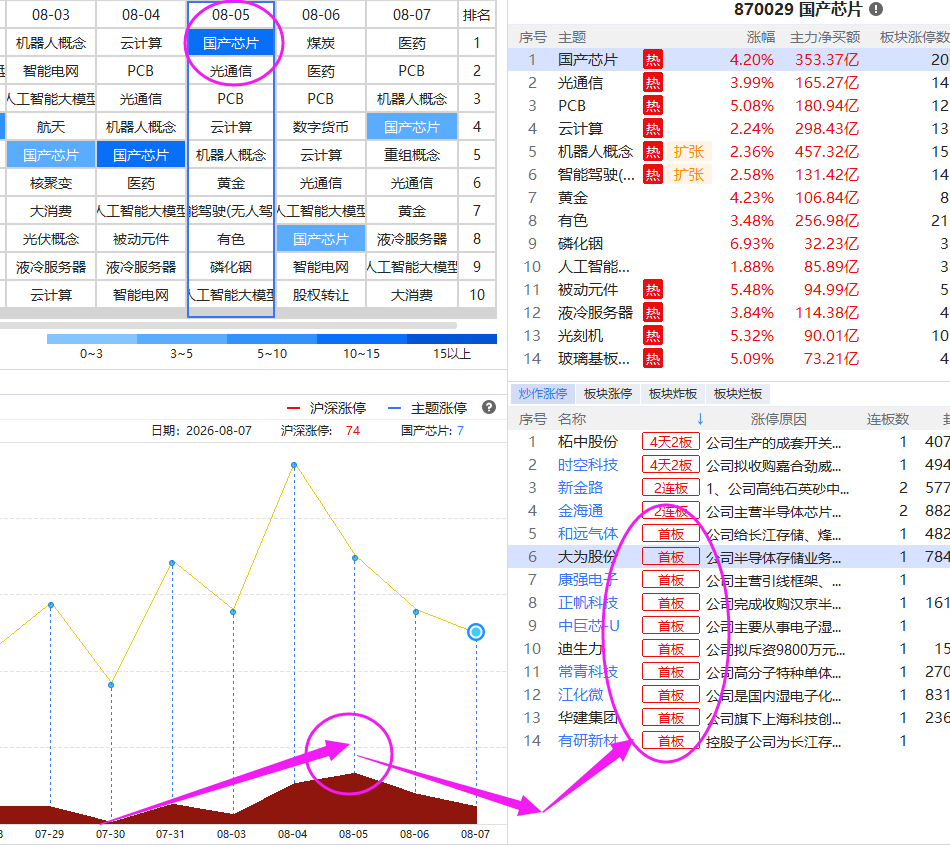 08-03 08-04 08-05 08-06 08-07 排名
机器人概念 云计算 国产芯片 煤炭 医药 1
智能电网 PCB 光通信 医药 PCB 2
人工智能大模型 光通信 PCB PCB 机器人概念 3
航天 机器人概念 云计算 数字货币 国产芯片 4
国产芯片 国产芯片 机器人概念 云计算 重组概念 5
核聚变 医药 黄金 光通信 光通信 6
大消费 人工智能大模型 能驾驶(无人驾 人工智能大模型 黄金 7
光伏概念 被动元件 有色 国产芯片 液冷服务器 8
液冷服务器 液冷服务器 磷化铟 智能电网 人工智能大模型 9
云计算 智能电网 人工智能大模型 股权转让 大消费 10
0~3 3~5 5~10 10~15 15以上
沪深涨停 主题涨停 ?
日期: 2026-08-07 沪深涨停: 74 国产芯片: 7
07-29 07-30 07-31 08-03 08-04 08-05 08-06 08-07
870029 国产芯片 !
序号 主题 涨幅 主力净买额 板块涨停数
1 国产芯片 热 4.20% 353.37亿 20
2 光通信 热 3.99% 165.27亿 14
3 PCB 热 5.08% 180.94亿 12
4 云计算 热 2.24% 298.43亿 13
5 机器人概念 热 扩张 2.36% 457.32亿 15
6 智能驾驶(... 热 扩张 2.58% 131.42亿 14
7 黄金 4.23% 106.84亿 8
8 有色 3.48% 256.98亿 21
9 磷化铟 6.93% 32.23亿 3
10 人工智能... 1.88% 85.89亿 3
11 被动元件 热 5.48% 94.99亿 5
12 液冷服务器 热 3.84% 114.38亿 4
13 光刻机 热 5.32% 90.01亿 3
14 玻璃基板... 热 5.09% 73.21亿 4
炒作涨停 板块涨停 板块炸板 板块烂板
序号 名称 ↓ 涨停原因 连板数
1 柘中股份 4天2板 公司生产的成套开关... 1 407
2 时空科技 4天2板 公司拟收购嘉合劲威... 1 494
3 新金路 2连板 1、公司高纯石英砂中... 2 577
4 金海通 2连板 公司主营半导体芯片... 2 882
5 和远气体 首板 公司给长江存储、烽... 1 482
6 大为股份 首板 公司半导体存储业务... 1 784
7 康强电子 首板 公司主营引线框架、... 1
8 正帆科技 首板 公司完成收购汉京半... 1 161
9 中巨芯-U 首板 公司主要从事电子湿... 1
10 迪生力 首板 公司拟斥资9800万元... 1 15
11 常青科技 首板 公司高分子特种单体... 1 270
12 江化微 首板 公司是国内湿电子化... 1 831
13 华建集团 首板 公司旗下上海科技创... 1 236
14 有研新材 首板 控股子公司为长江存... 1